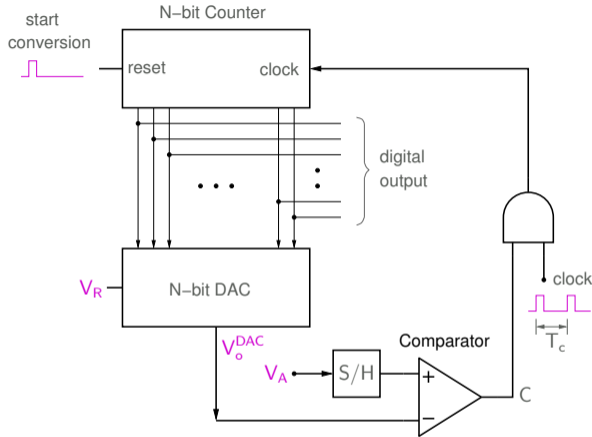 start
conversion
N−bit Counter
reset
clock
digital
output
V_R
N−bit DAC
V_o^DAC
clock
T_c
Comparator
V_A
S/H
+
−
C